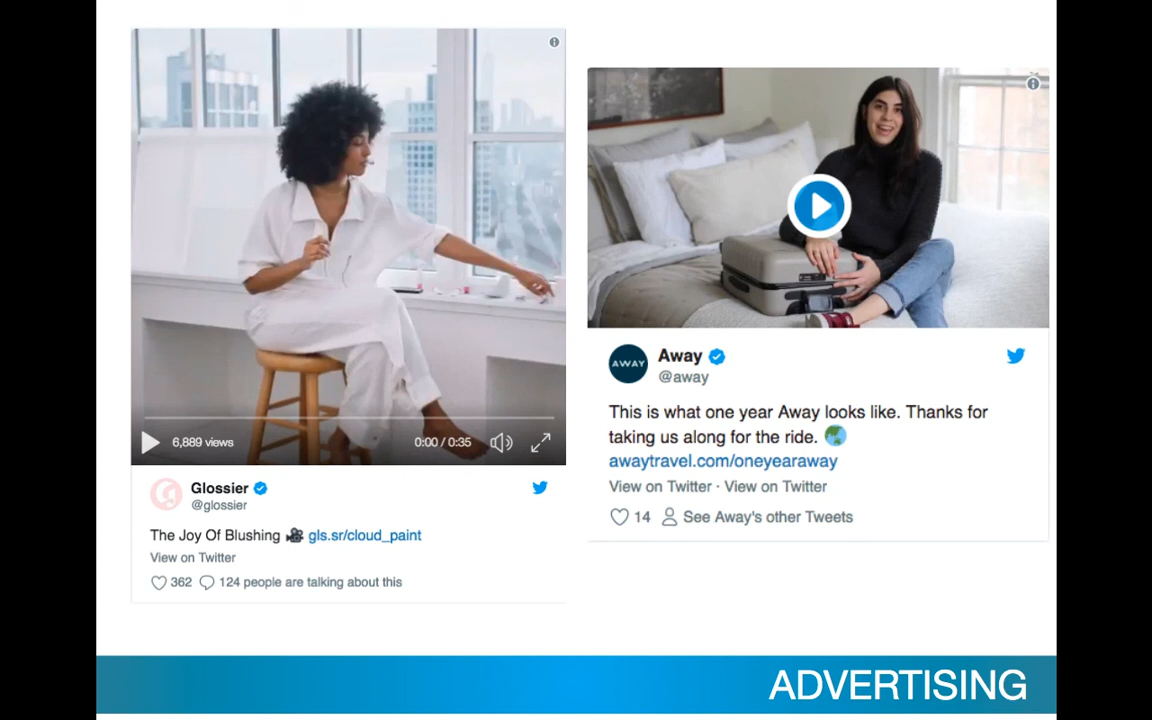 6,889 views
0:00 / 0:35
Glossier
@glossier
The Joy Of Blushing 🎥 gls.sr/cloud_paint
View on Twitter
362 124 people are talking about this
AWAY
Away
@away
This is what one year Away looks like. Thanks for
taking us along for the ride. 🌏
awaytravel.com/oneyearaway
View on Twitter · View on Twitter
14 See Away's other Tweets
ADVERTISING